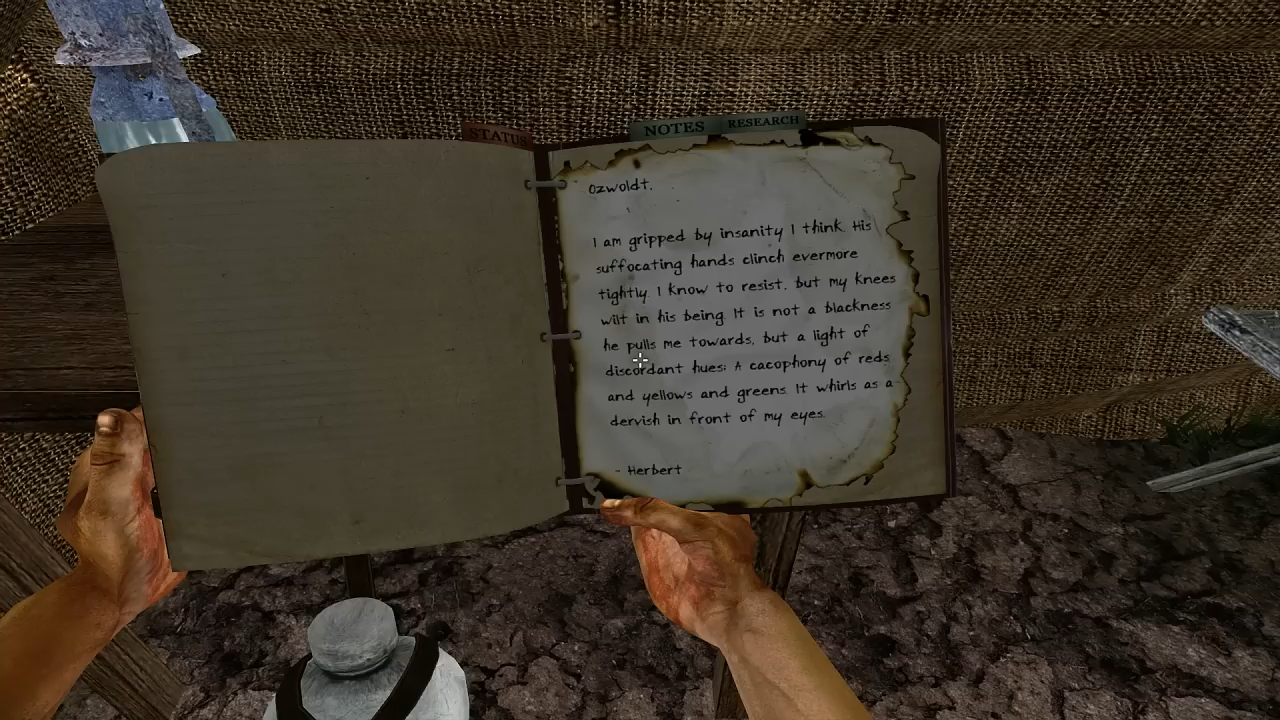 STATUS
NOTES
RESEARCH
Ozwoldt.
I am gripped by insanity I think. His
suffocating hands clinch evermore
tightly. I know to resist, but my knees
wilt in his being. It is not a blackness
he pulls me towards, but a light of
discordant hues: A cacophony of reds
and yellows and greens. It whirls as a
dervish in front of my eyes.
- Herbert